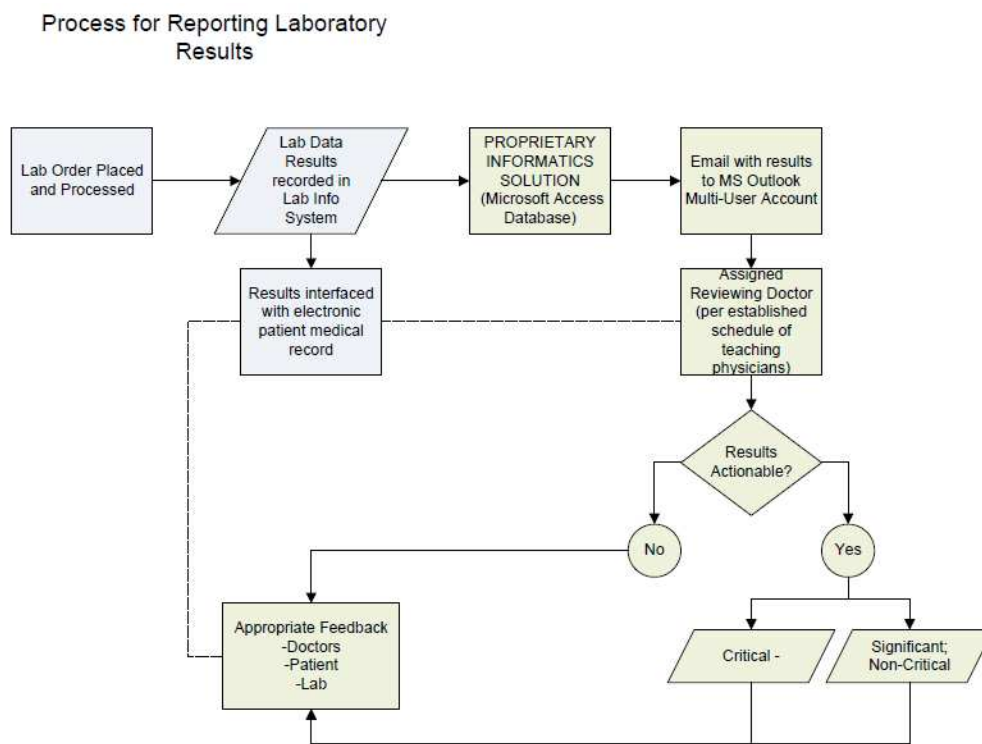 Process for Reporting Laboratory
Results
Lab Order Placed
and Processed
Lab Data
Results
recorded in
Lab Info
System
PROPRIETARY
INFORMATICS
SOLUTION
(Microsoft Access
Database)
Email with results
to MS Outlook
Multi-User Account
Results interfaced
with electronic
patient medical
record
Assigned
Reviewing Doctor
(per established
schedule of
teaching
physicians)
Results
Actionable?
No
Yes
Appropriate Feedback
-Doctors
-Patient
-Lab
Critical -
Significant;
Non-Critical